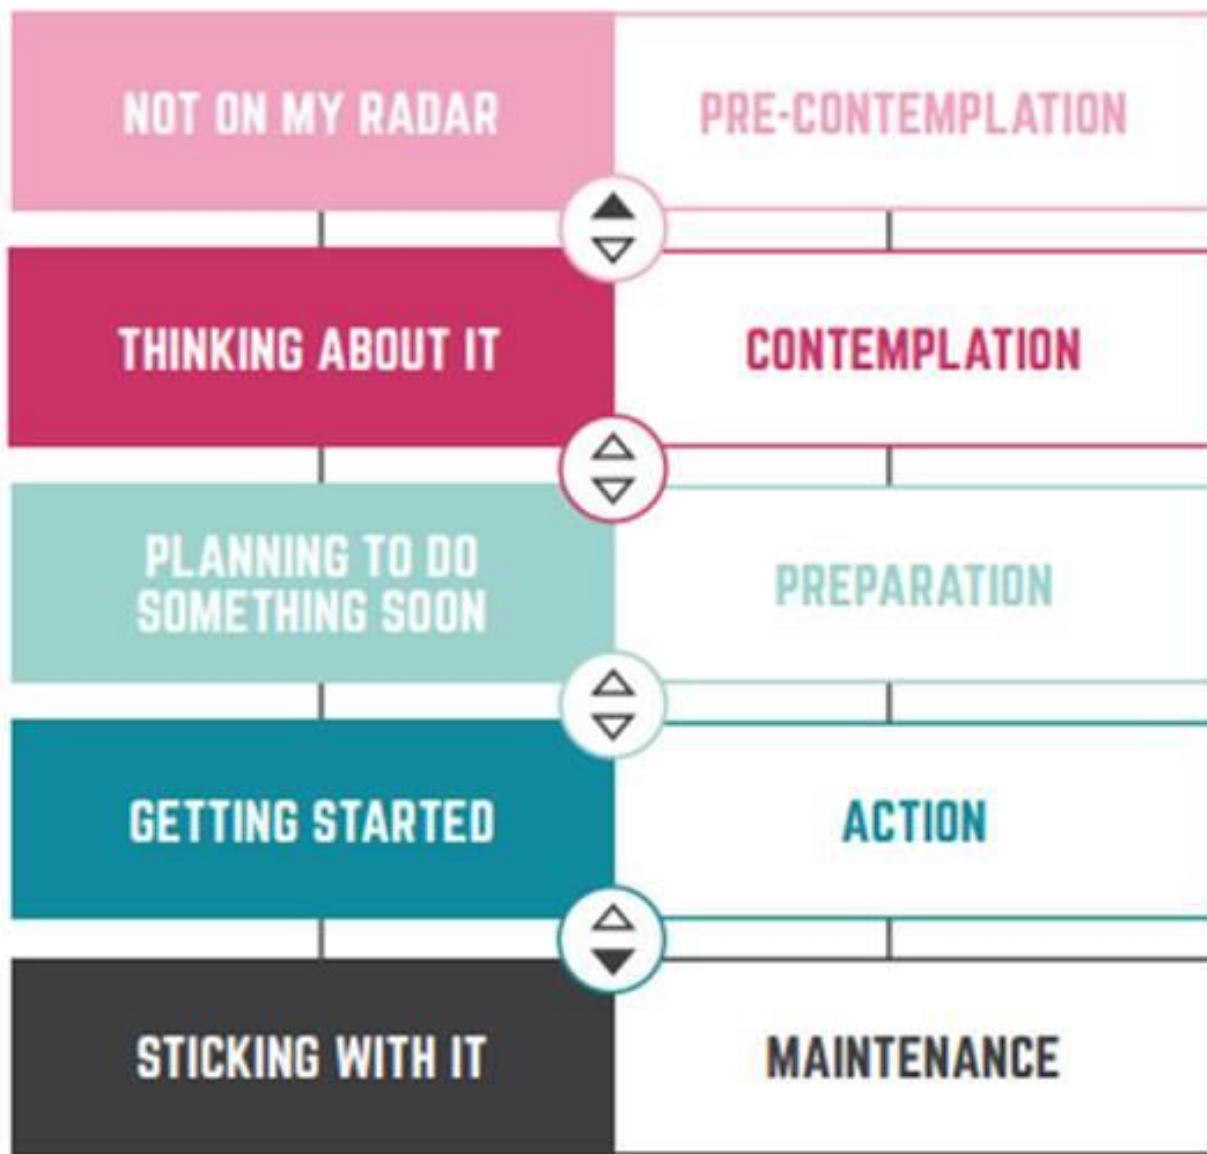 NOT ON MY RADAR
PRE-CONTEMPLATION
THINKING ABOUT IT
CONTEMPLATION
PLANNING TO DO
SOMETHING SOON
PREPARATION
GETTING STARTED
ACTION
STICKING WITH IT
MAINTENANCE